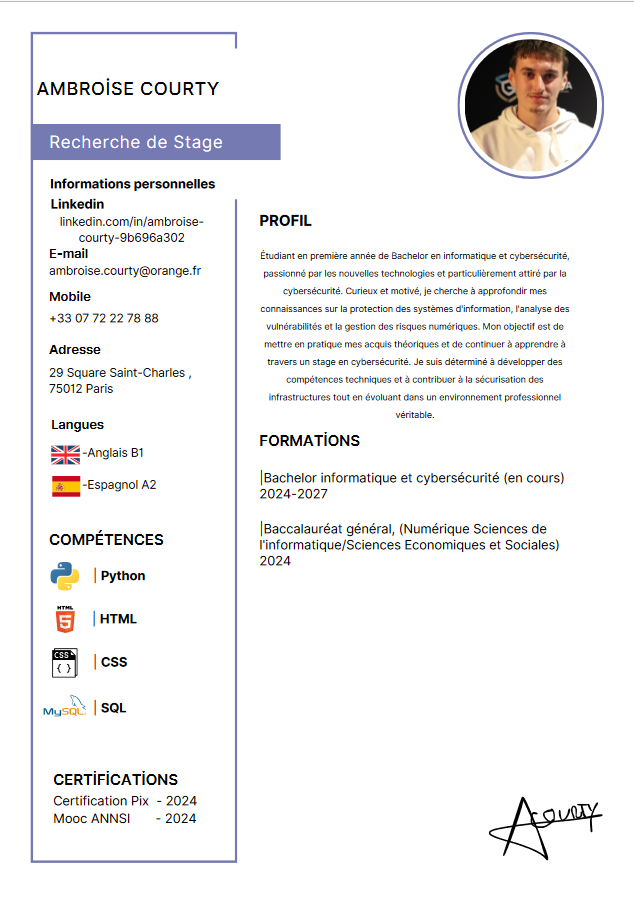 AMBROİSE COURTY
Recherche de Stage
Informations personnelles
Linkedin
linkedin.com/in/ambroise-
courty-9b696a302
E-mail
ambroise.courty@orange.fr
Mobile
+33 07 72 22 78 88
Adresse
29 Square Saint-Charles ,
75012 Paris
Langues
-Anglais B1
-Espagnol A2
COMPÉTENCES
| Python
HTML
5
| HTML
CSS
{ }
| CSS
MySQL
| SQL
CERTİFİCATİONS
Certification Pix - 2024
Mooc ANNSI - 2024
PROFIL
Étudiant en première année de Bachelor en informatique et cybersécurité,
passionné par les nouvelles technologies et particulièrement attiré par la
cybersécurité. Curieux et motivé, je cherche à approfondir mes
connaissances sur la protection des systèmes d'information, l'analyse des
vulnérabilités et la gestion des risques numériques. Mon objectif est de
mettre en pratique mes acquis théoriques et de continuer à apprendre à
travers un stage en cybersécurité. Je suis déterminé à développer des
compétences techniques et à contribuer à la sécurisation des
infrastructures tout en évoluant dans un environnement professionnel
véritable.
FORMATİONS
|Bachelor informatique et cybersécurité (en cours)
2024-2027
|Baccalauréat général, (Numérique Sciences de
l'informatique/Sciences Economiques et Sociales)
2024
ACOURTY